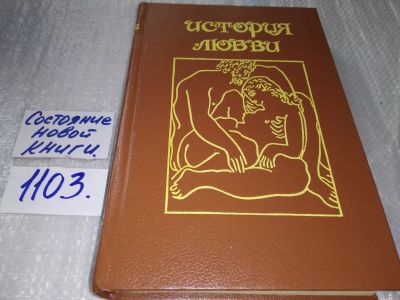 ИСТОРИЯ
ЛЮБВИ
Состояние
новой
книги.
1103.